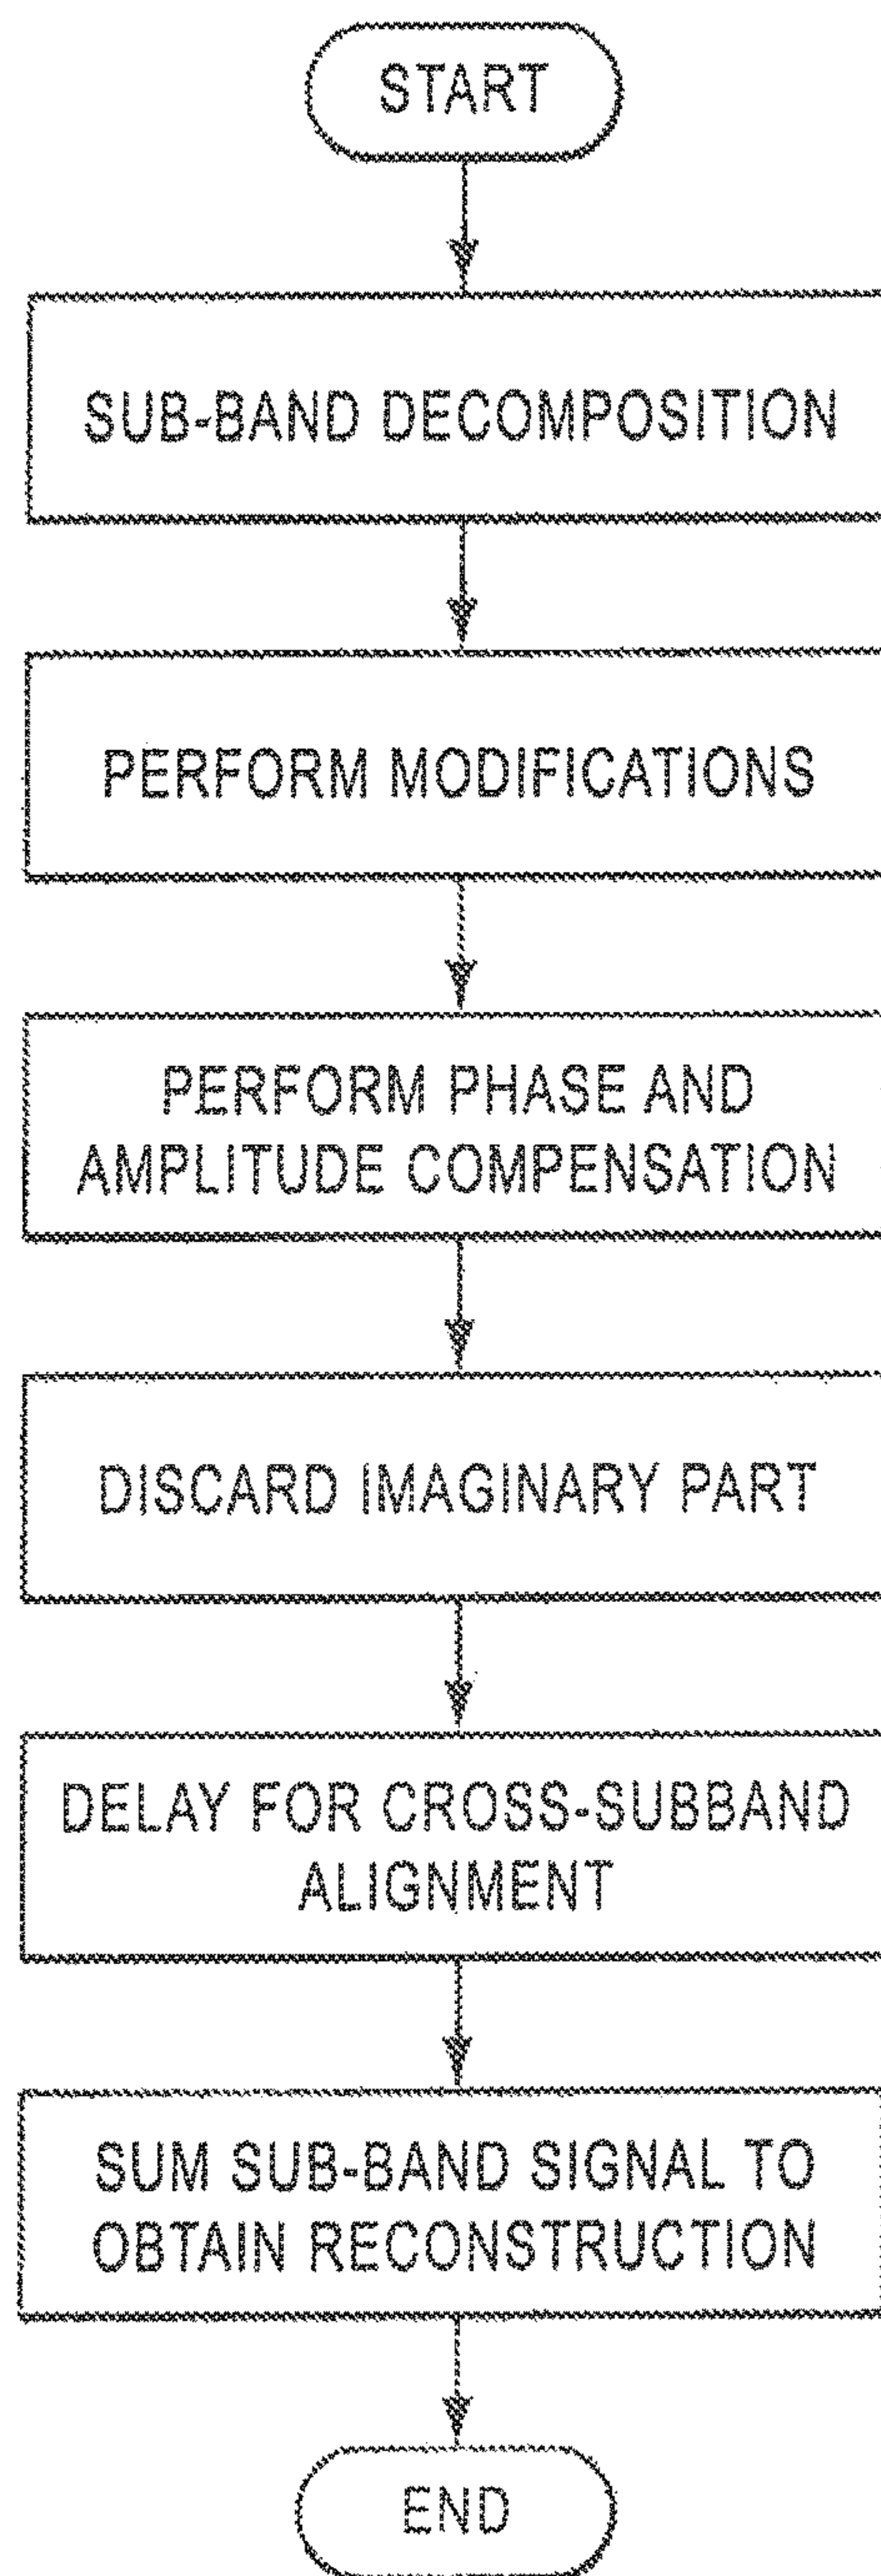 START
SUB-BAND DECOMPOSITION
PERFORM MODIFICATIONS
PERFORM PHASE AND
AMPLITUDE COMPENSATION
DISCARD IMAGINARY PART
DELAY FOR CROSS-SUBBAND
ALIGNMENT
SUM SUB-BAND SIGNAL TO
OBTAIN RECONSTRUCTION
END